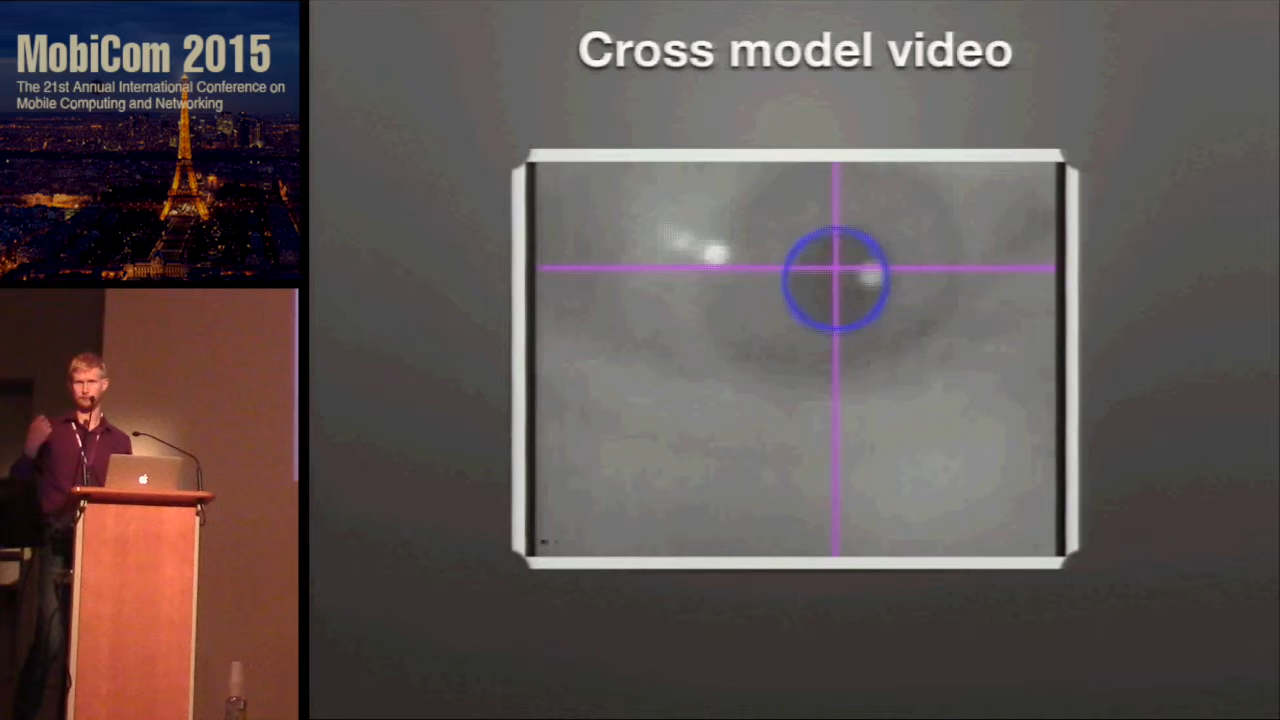 MobiCom 2015
The 21st Annual International Conference on
Mobile Computing and Networking
Cross model video